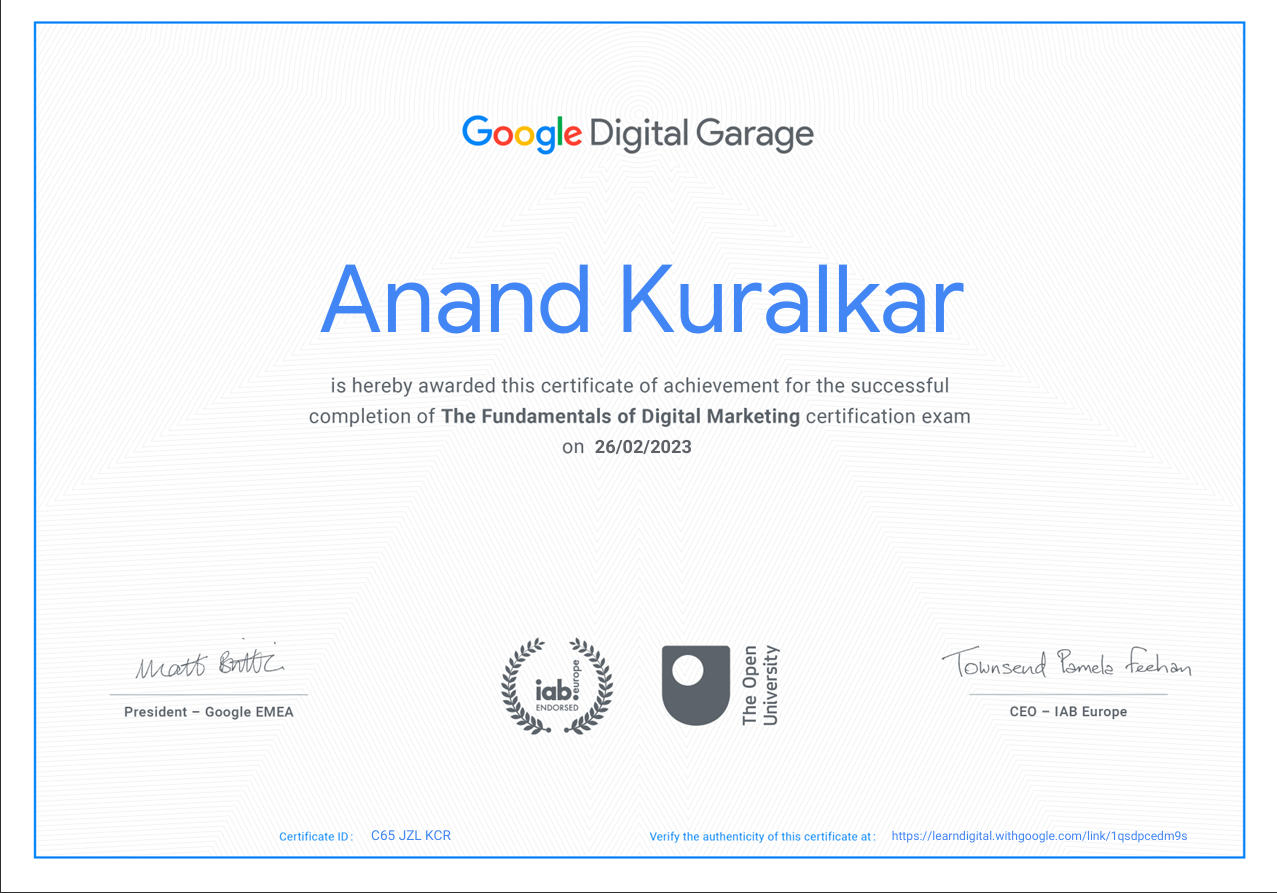 Google Digital Garage
Anand Kuralkar
is hereby awarded this certificate of achievement for the successful
completion of The Fundamentals of Digital Marketing certification exam
on 26/02/2023
Matt Brittin
President – Google EMEA
iab.europe
ENDORSED
The Open
University
Townsend Pamela Feehan
CEO – IAB Europe
Certificate ID: C65 JZL KCR
Verify the authenticity of this certificate at: https://learndigital.withgoogle.com/link/1qsdpcedm9s